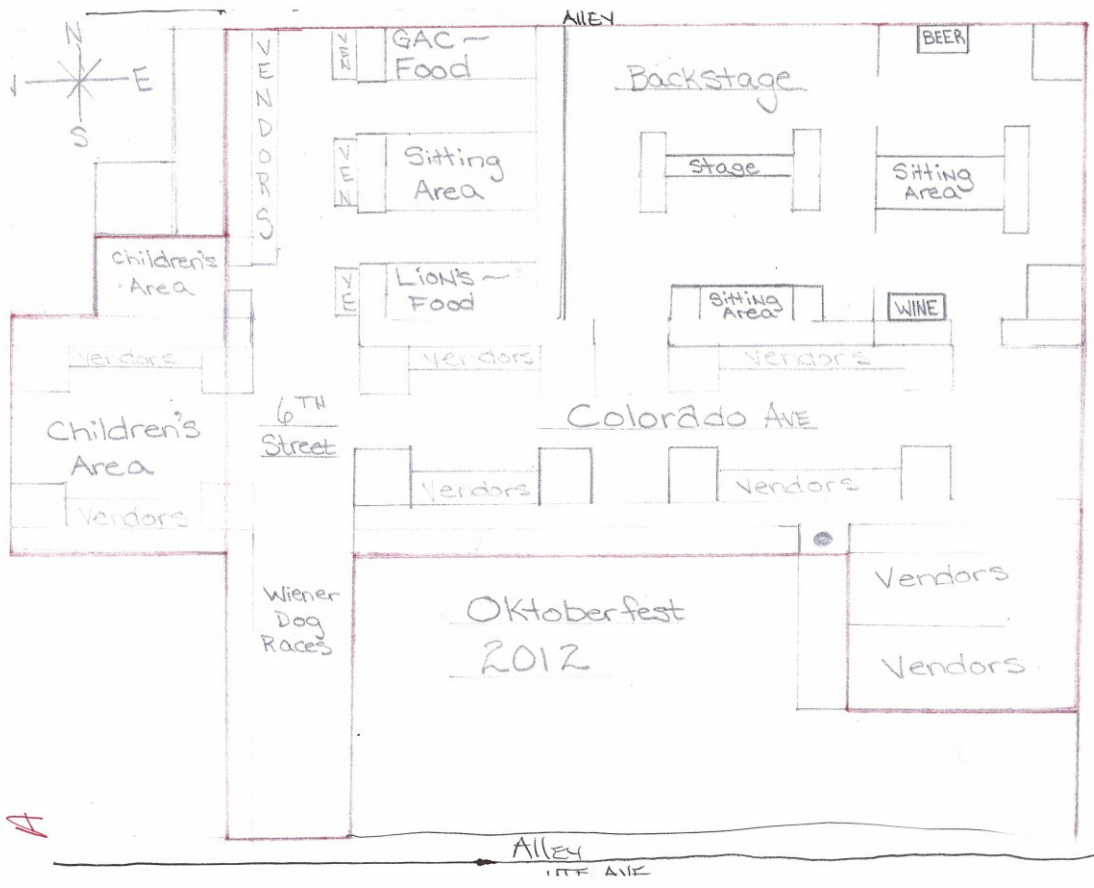 Alley
N
E
S
VENDORS
VEN
GAC ~
Food
BEER
Backstage
VEN
Sitting
Area
Stage
Sitting
Area
Children's
Area
VE
Lion's ~
Food
Sitting
Area
WINE
Vendors
Vendors
Vendors
6TH
Street
Colorado Ave
Children's
Area
Vendors
Vendors
Vendors
Wiener
Dog
Races
Oktoberfest
2012
Vendors
Vendors
Alley